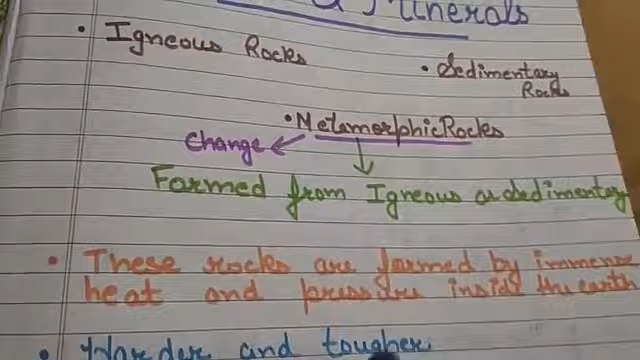 & Minerals
• Igneous Rocks
• Sedimentary
Rocks
• Metamorphic Rocks
Change
Formed from Igneous or Sedimentary
• These rocks are formed by immense
heat and pressure inside the earth
• Harder and tougher.